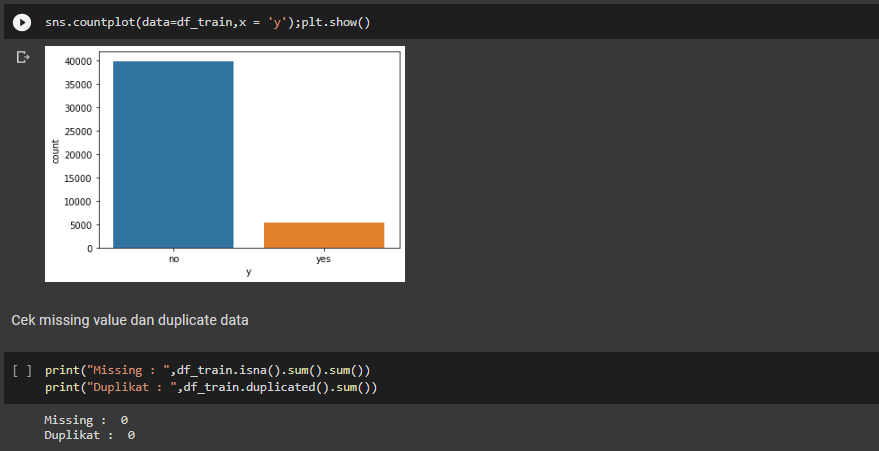 sns.countplot(data=df_train,x = 'y');plt.show()
40000
35000
30000
25000
20000
15000
10000
5000
0
count
no yes
y
Cek missing value dan duplicate data
[ ] print("Missing : ",df_train.isna().sum().sum())
print("Duplikat : ",df_train.duplicated().sum())
Missing :  0
Duplikat :  0